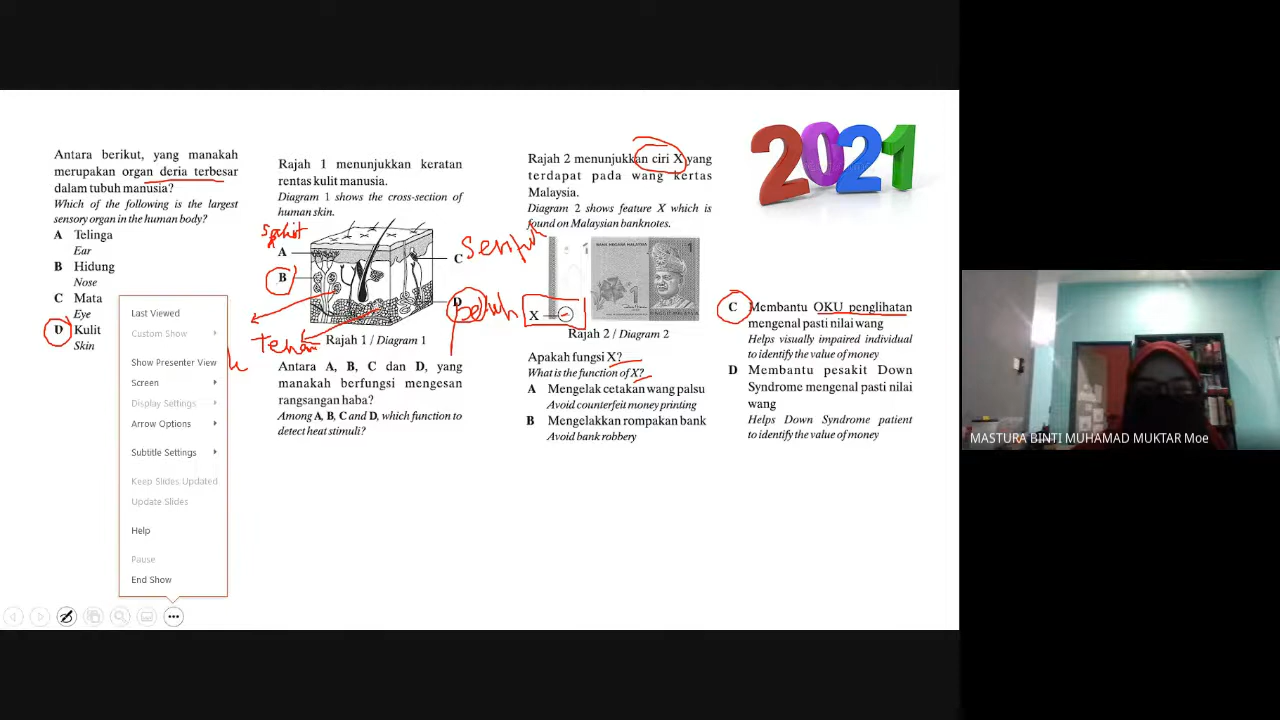 2021
Antara berikut, yang manakah
merupakan organ deria terbesar
dalam tubuh manusia?
Which of the following is the largest
sensory organ in the human body?
A Telinga
Ear
B Hidung
Nose
C Mata
Eye
D Kulit
Skin
Last Viewed
Custom Show
Show Presenter View
Screen
Display Settings
Arrow Options
Subtitle Settings
Keep Slides Updated
Update Slides
Help
Pause
End Show
Rajah 1 menunjukkan keratan
rentas kulit manusia.
Diagram 1 shows the cross-section of
human skin.
Sakit
A
B
C Sentuh
D Beku
Tekan
Rajah 1 / Diagram 1
Antara A, B, C dan D, yang
manakah berfungsi mengesan
rangsangan haba?
Among A, B, C and D, which function to
detect heat stimuli?
Rajah 2 menunjukkan ciri X yang
terdapat pada wang kertas
Malaysia.
Diagram 2 shows feature X which is
found on Malaysian banknotes.
1
BANK NEGARA MALAYSIA
1
1
X
Rajah 2 / Diagram 2
Apakah fungsi X?
What is the function of X?
A Mengelak cetakan wang palsu
Avoid counterfeit money printing
B Mengelakkan rompakan bank
Avoid bank robbery
C Membantu OKU penglihatan
mengenal pasti nilai wang
Helps visually impaired individual
to identify the value of money
D Membantu pesakit Down
Syndrome mengenal pasti nilai
wang
Helps Down Syndrome patient
to identify the value of money
MASTURA BINTI MUHAMAD MUKTAR Moe